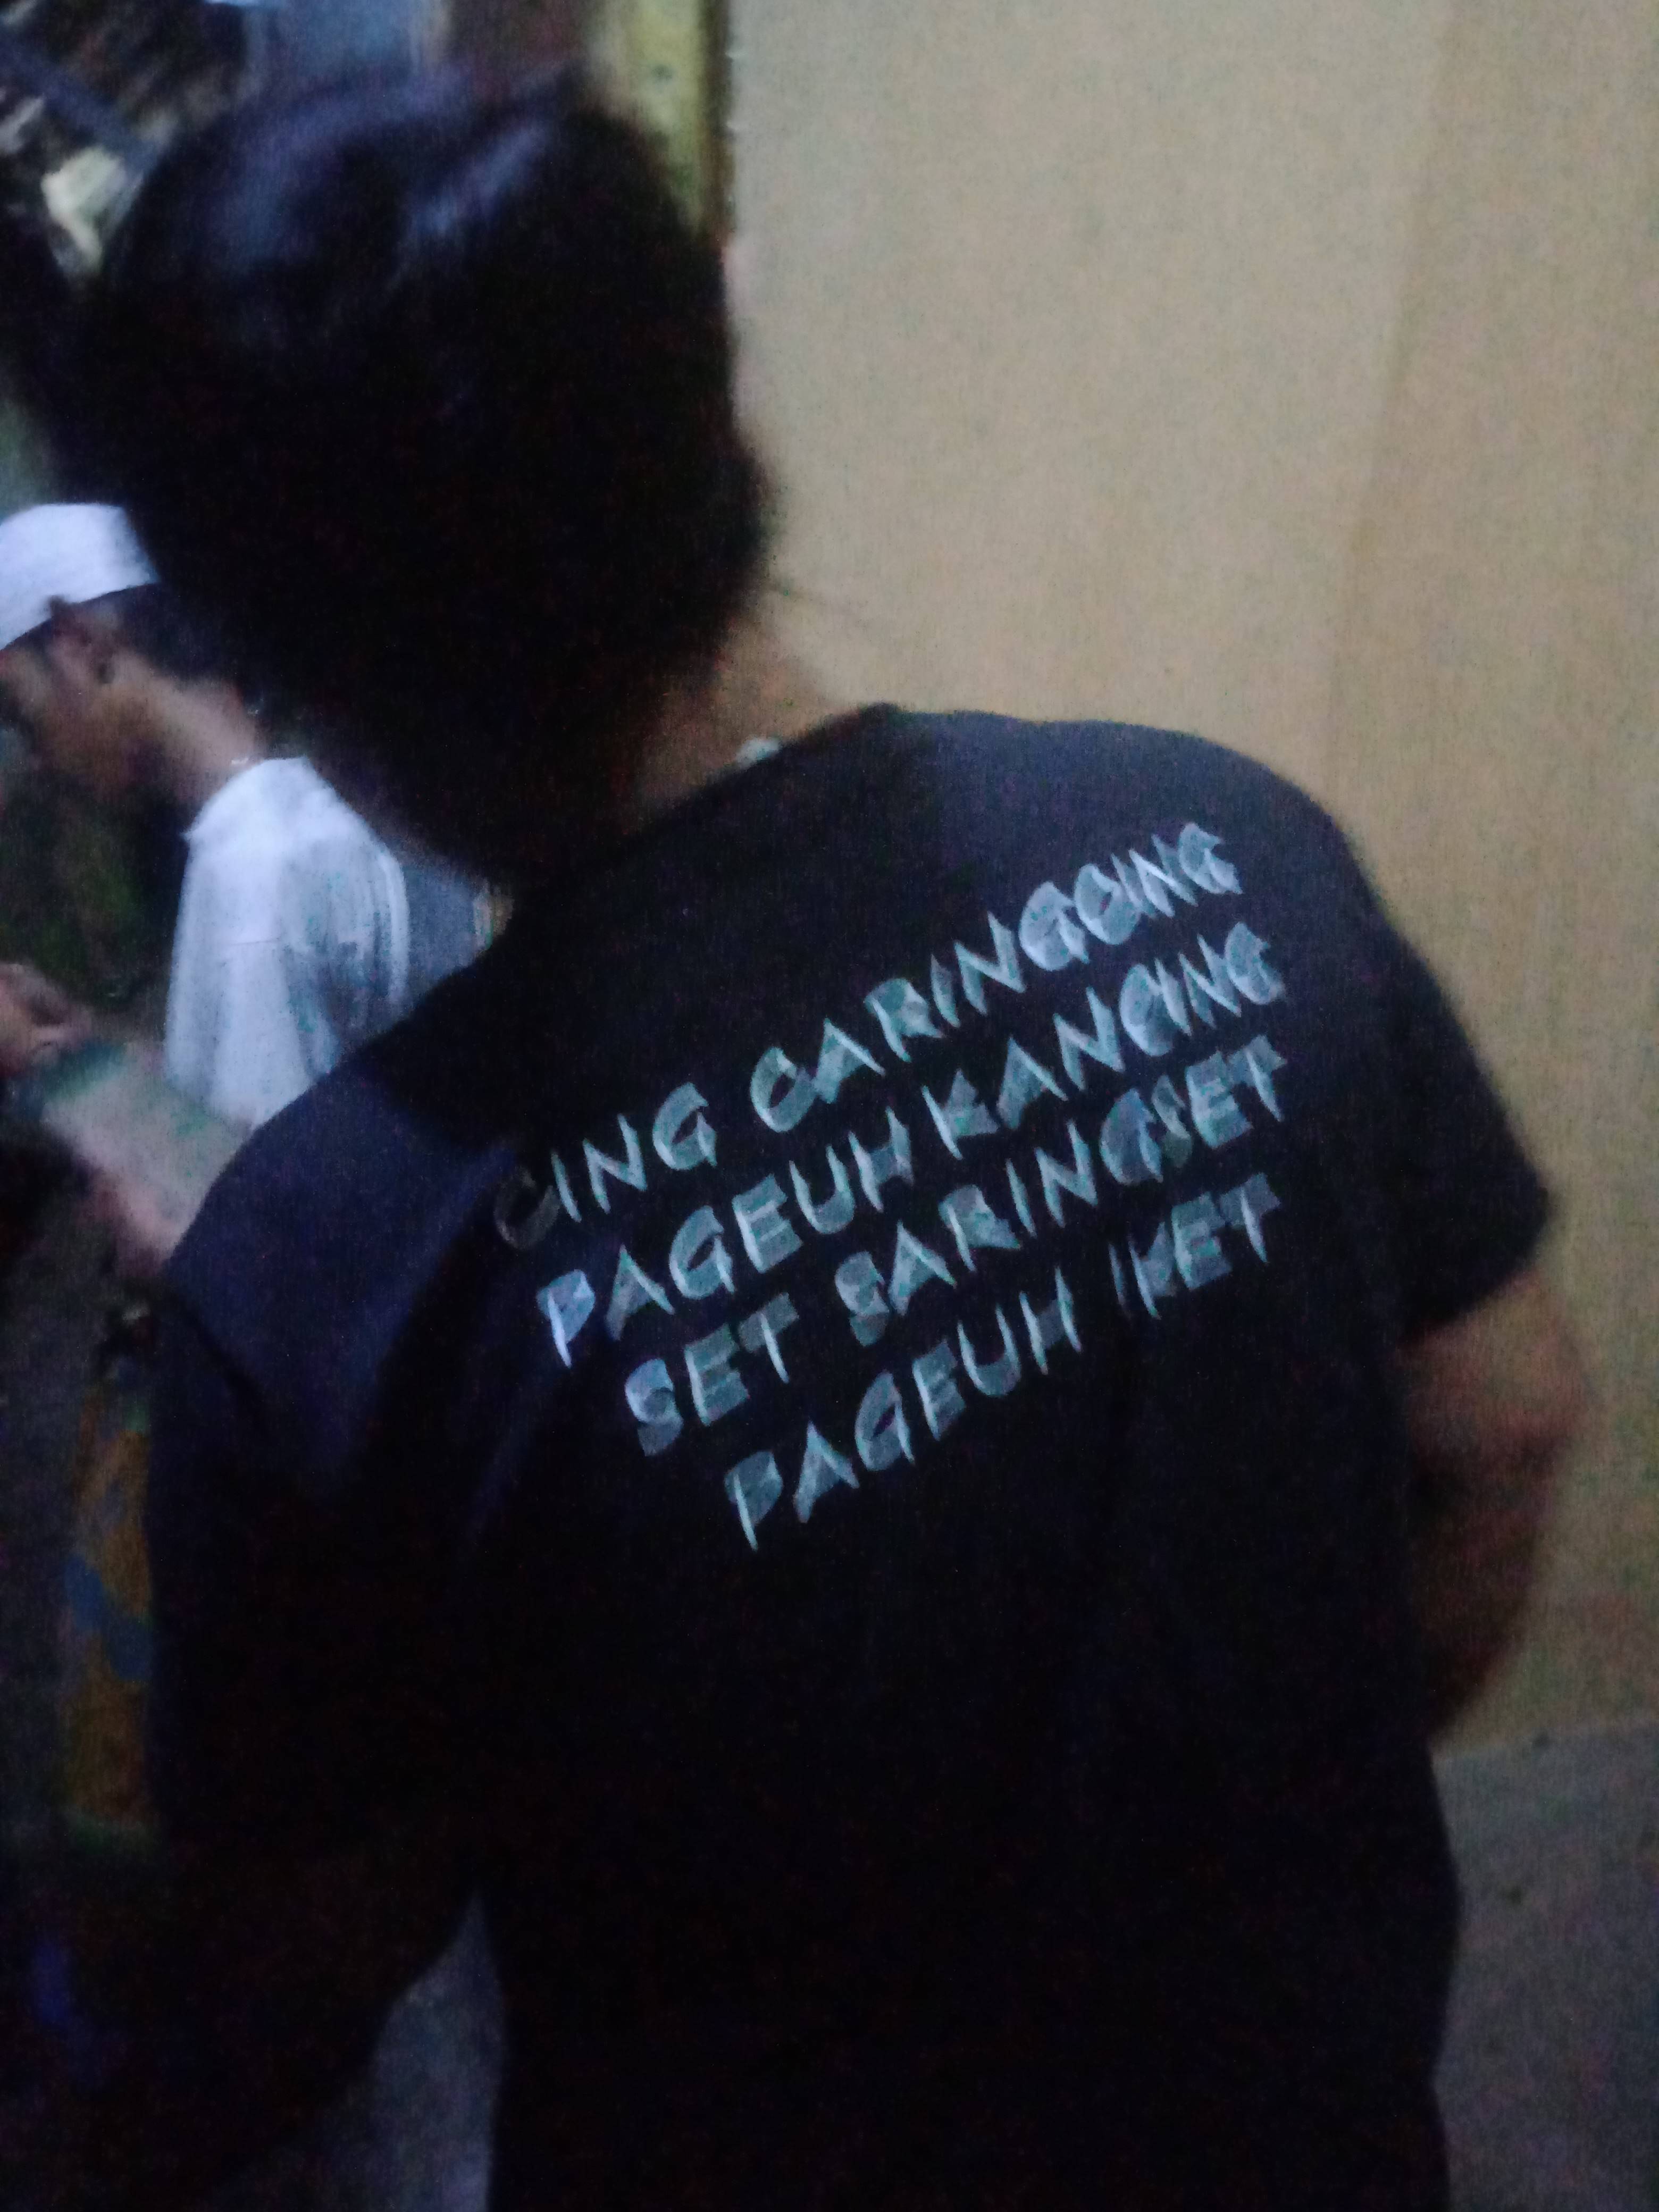 CING CARINGCING
PAGEUH KANCING
SET SARINGSET
PAGEUH IKET